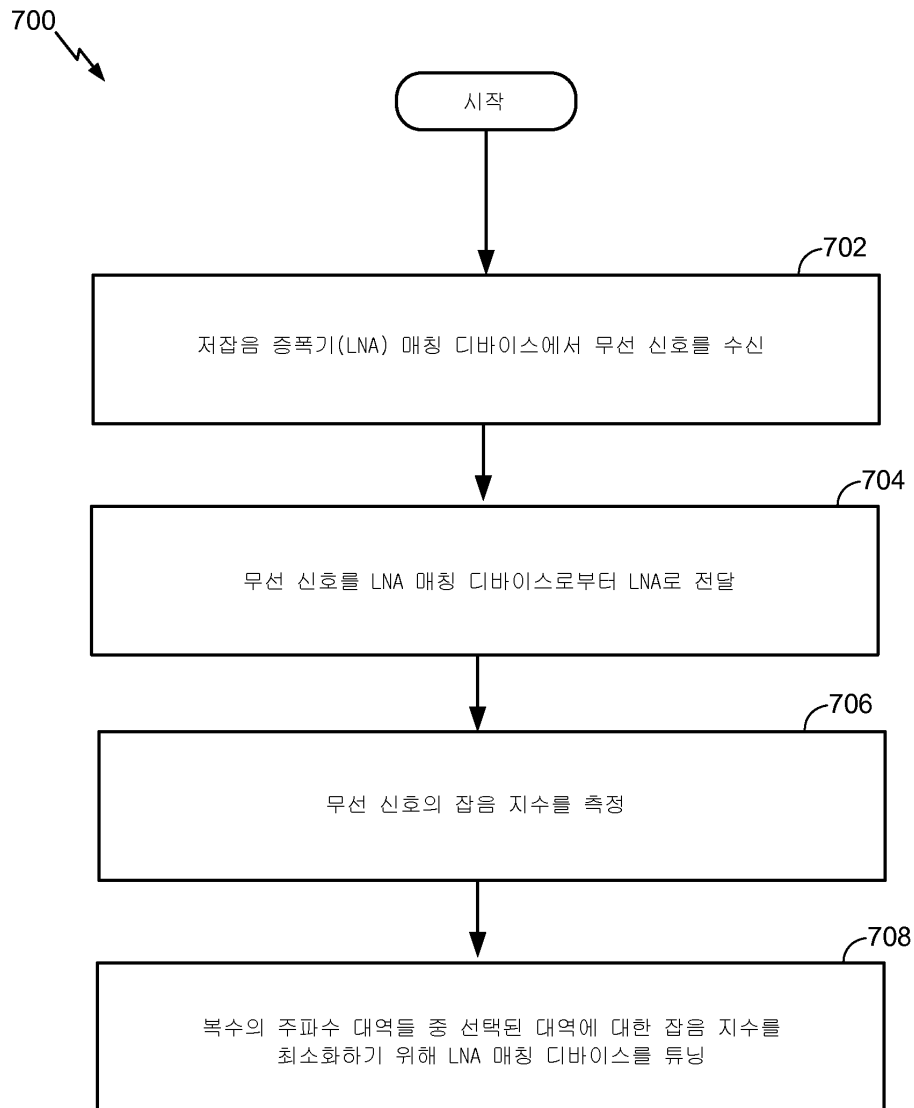 700
시작
702
저잡음 증폭기(LNA) 매칭 디바이스에서 무선 신호를 수신
704
무선 신호를 LNA 매칭 디바이스로부터 LNA로 전달
706
무선 신호의 잡음 지수를 측정
708
복수의 주파수 대역들 중 선택된 대역에 대한 잡음 지수를
최소화하기 위해 LNA 매칭 디바이스를 튜닝